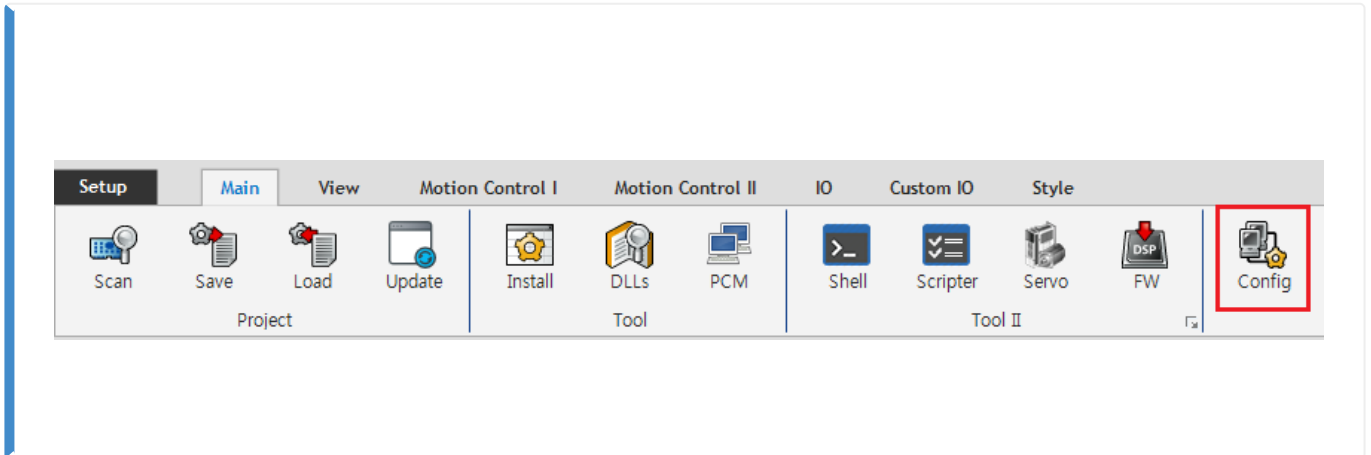 Setup Main View Motion Control I Motion Control II IO Custom IO Style
Scan Save Load Update Install DLLs PCM Shell Scripter Servo DSP FW Config
Project Tool Tool II